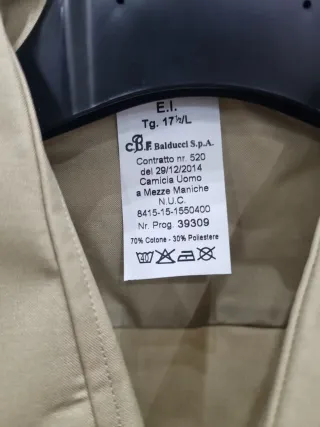 E.I.
Tg. 17½/L
C.B.F. Balducci S.p.A.
Contratto nr. 520
del 29/12/2014
Camicia Uomo
a Mezze Maniche
N.U.C.
8415-15-1550400
Nr. Prog. 39309
70% Cotone - 30% Poliestere